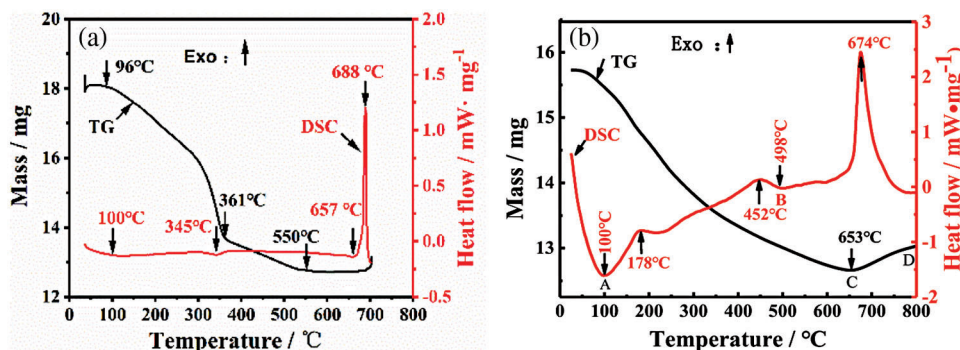 (a)
Exo : ↑
96℃
TG
688 ℃
DSC
361℃
657 ℃
100℃
345℃
550℃
20
18
16
14
12
Mass / mg
2.0
1.5
1.0
0.5
0.0
-0.5
Heat flow / mW· mg-1
0 100 200 300 400 500 600 700 800
Temperature / ℃
(b)
Exo :↑
TG
674℃
DSC
498℃
B
452℃
100℃
178℃
653℃
A
C
D
16
15
14
13
Mass / mg
3
2
1
0
-1
-2
Heat flow / mW•mg-1
0 100 200 300 400 500 600 700 800
Temperature / °C